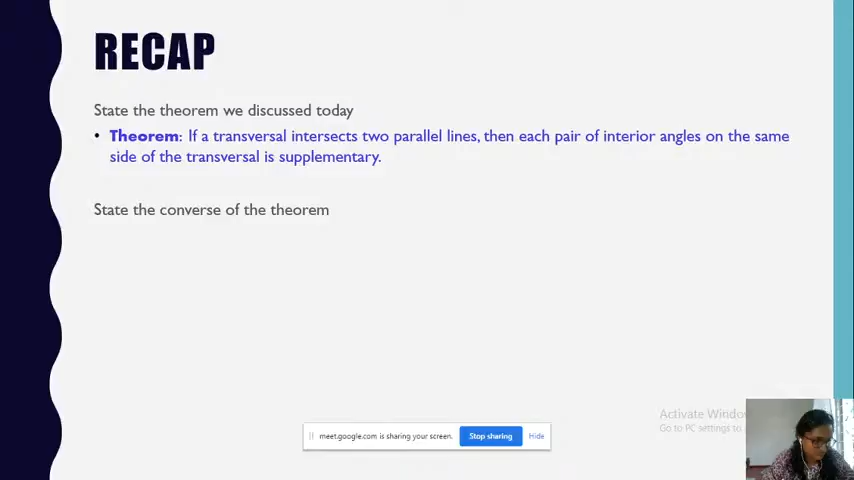 RECAP
State the theorem we discussed today
• Theorem: If a transversal intersects two parallel lines, then each pair of interior angles on the same
side of the transversal is supplementary.
State the converse of the theorem
Activate Windo
Go to PC settings to
meet.google.com is sharing your screen. Stop sharing Hide